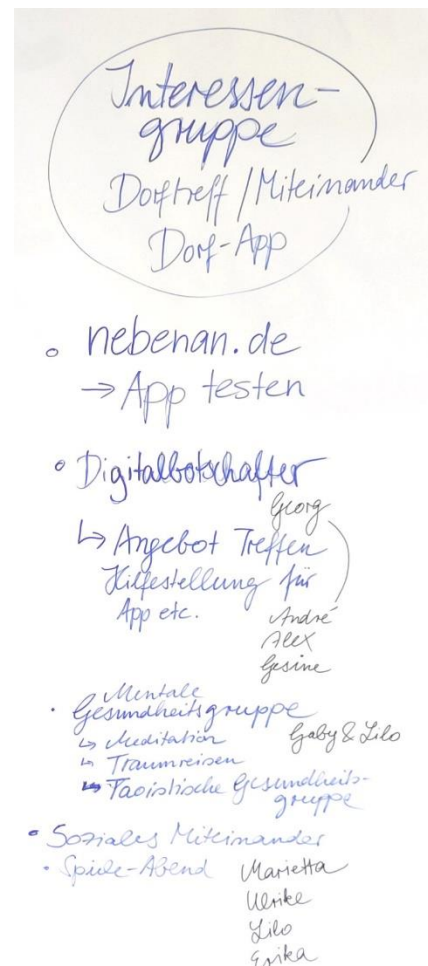 Interessen-
gruppe
Dorftreff / Miteinander
Dorf-App
nebenan.de
→ App testen
Digitalbotschafter
Georg
↳ Angebot Treffen
Hilfestellung für
App etc.
André
Alex
Gesine
Mentale
Gesundheitsgruppe
↳ Meditation
Gaby & Lilo
↳ Traumreisen
↳ Taoistische Gesundheits-
gruppe
Soziales Miteinander
Spiele-Abend
Marietta
Ulrike
Lilo
Erika